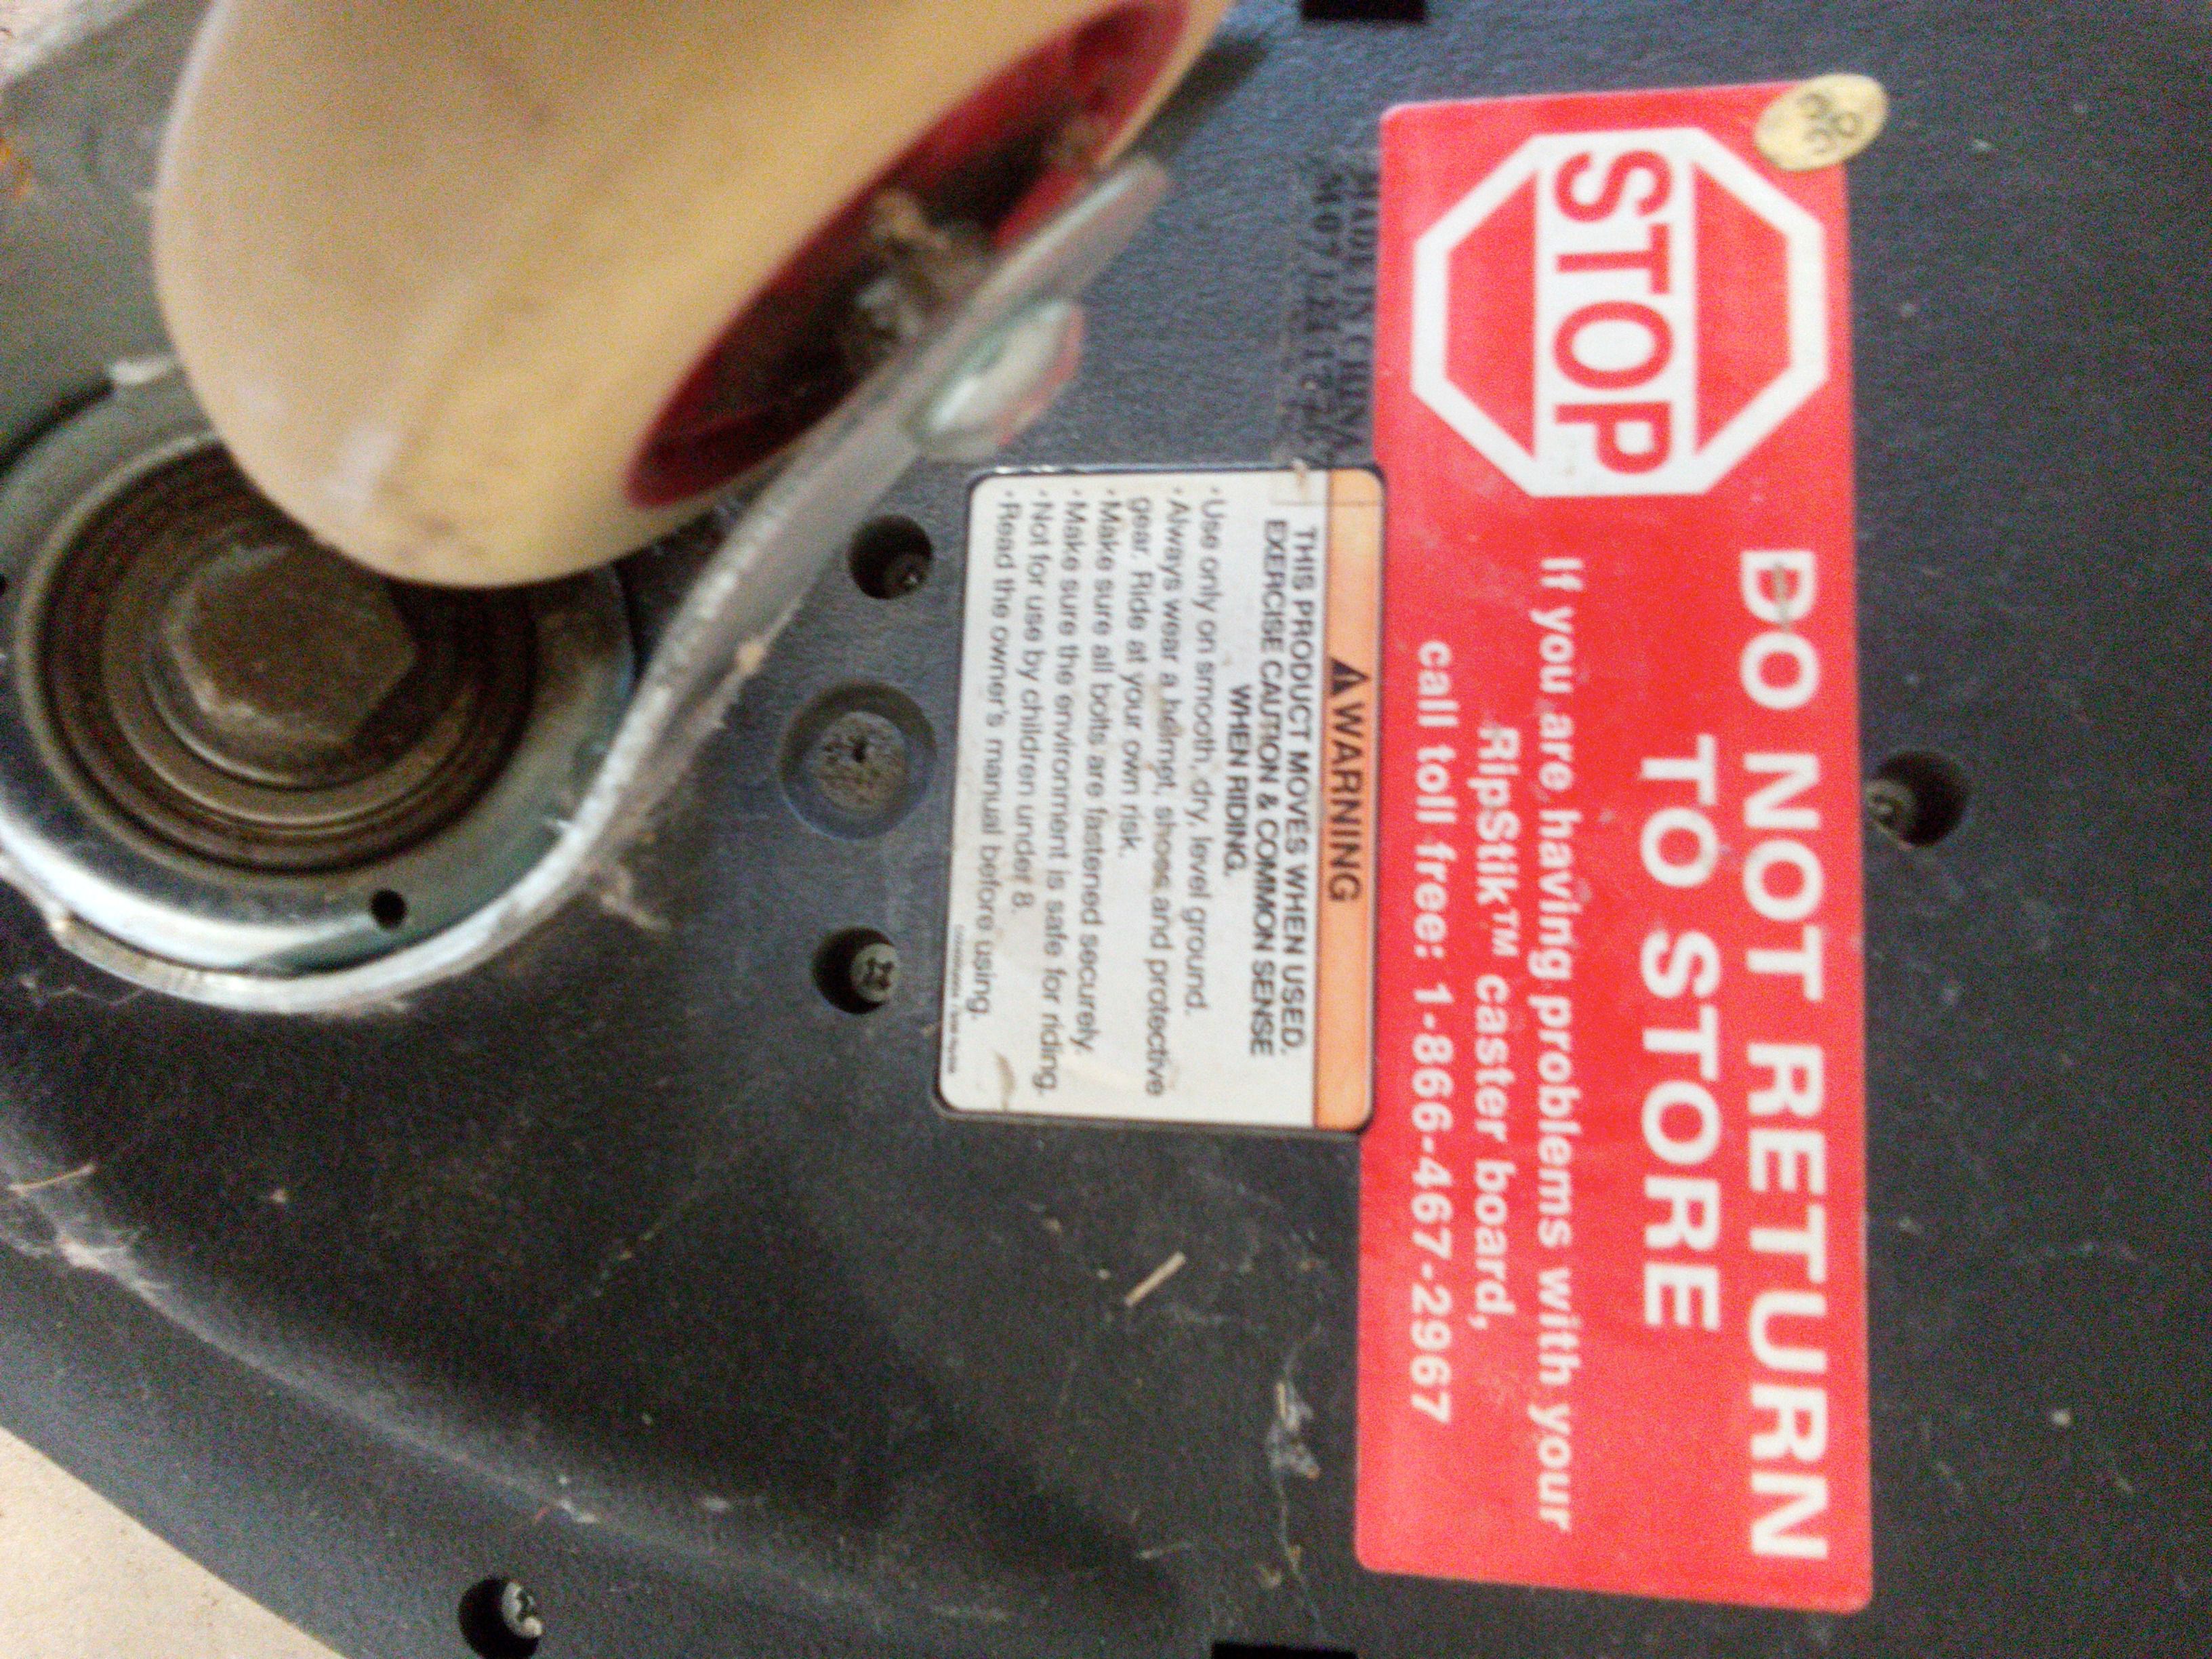 STOP
DO NOT RETURN
TO STORE
If you are having problems with your
RipStik™ caster board,
call toll free: 1-866-467-2967
MADE IN CHINA
WARNING
THIS PRODUCT MOVES WHEN USED.
EXERCISE CAUTION & COMMON SENSE
WHEN RIDING.
•Use only on smooth, dry, level ground.
•Always wear a helmet, shoes and protective
gear. Ride at your own risk.
•Make sure all bolts are fastened securely.
•Make sure the environment is safe for riding.
•Not for use by children under 8.
•Read the owner's manual before using.